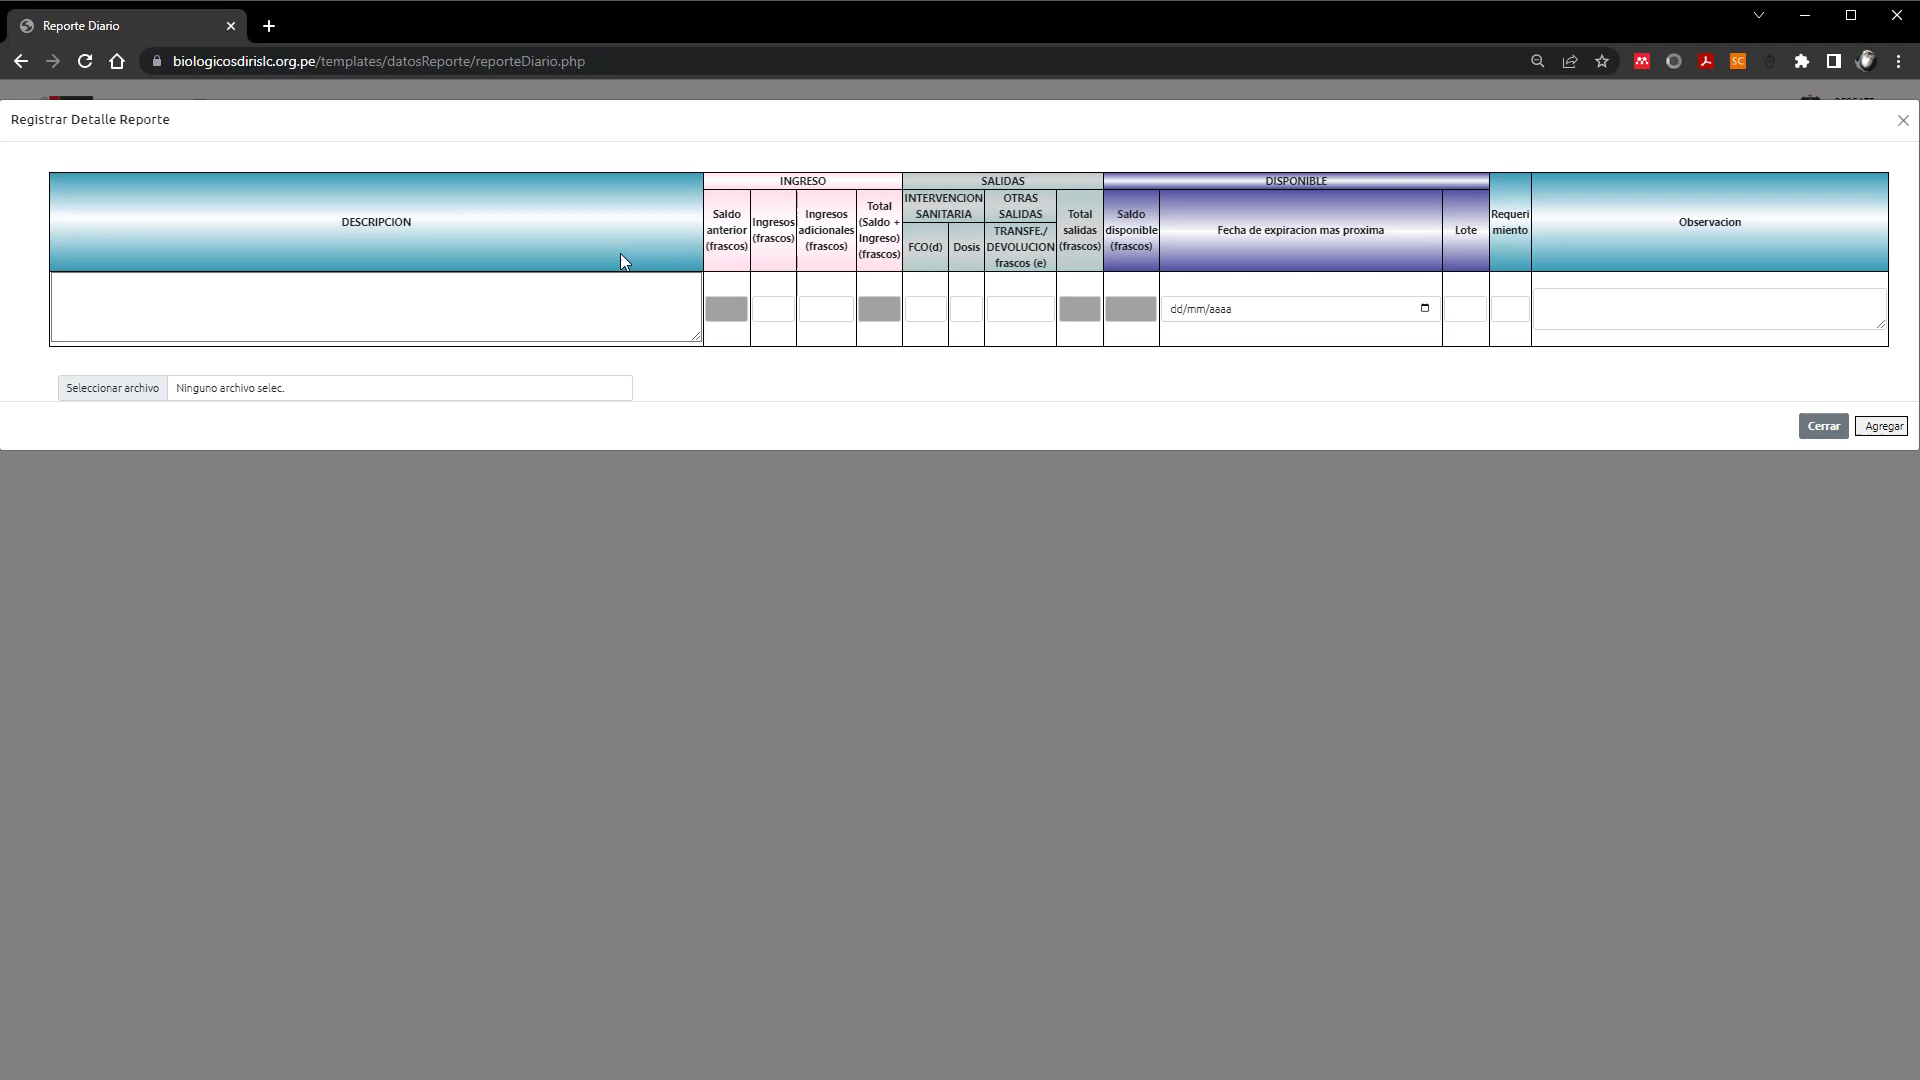 Reporte Diario
biologicosdirislc.org.pe/templates/datosReporte/reporteDiario.php
SC
Registrar Detalle Reporte
DESCRIPCION
INGRESO
Saldo
anterior
(frascos)
Ingresos
(frascos)
Ingresos
adicionales
(frascos)
Total
(Saldo +
Ingreso)
(frascos)
SALIDAS
INTERVENCION
SANITARIA
FCO(d)
Dosis
OTRAS
SALIDAS
TRANSFE./
DEVOLUCION
frascos (e)
Total
salidas
(frascos)
DISPONIBLE
Saldo
disponible
(frascos)
Fecha de expiracion mas proxima
Lote
Requeri
miento
Observacion
dd/mm/aaaa
Seleccionar archivo
Ninguno archivo selec.
Cerrar
Agregar